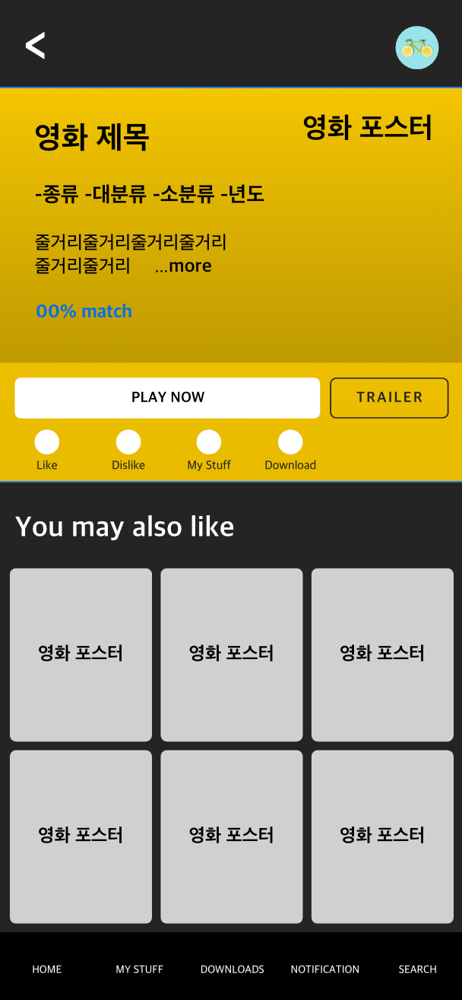 <
영화 제목
영화 포스터
-종류 -대분류 -소분류 -년도
줄거리줄거리줄거리줄거리
줄거리줄거리 ...more
00% match
PLAY NOW
TRAILER
Like
Dislike
My Stuff
Download
You may also like
영화 포스터
영화 포스터
영화 포스터
영화 포스터
영화 포스터
영화 포스터
HOME
MY STUFF
DOWNLOADS
NOTIFICATION
SEARCH